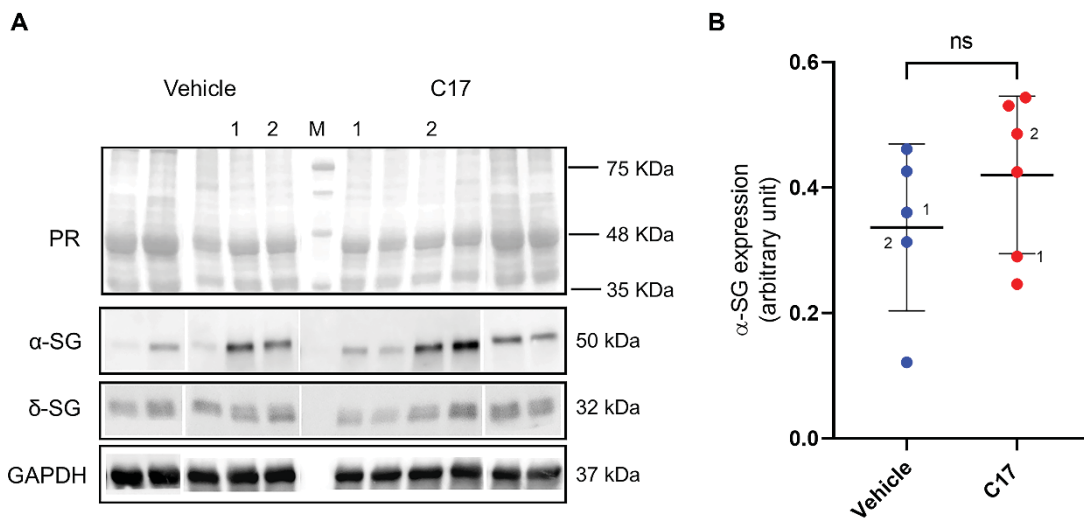 A
Vehicle C17
1 2 M 1 2
PR
75 KDa
48 KDa
35 KDa
α-SG 50 kDa
δ-SG 32 kDa
GAPDH 37 kDa
B
ns
α-SG expression
(arbitrary unit)
0.6
0.4
0.2
0.0
1
2
2
1
Vehicle
C17